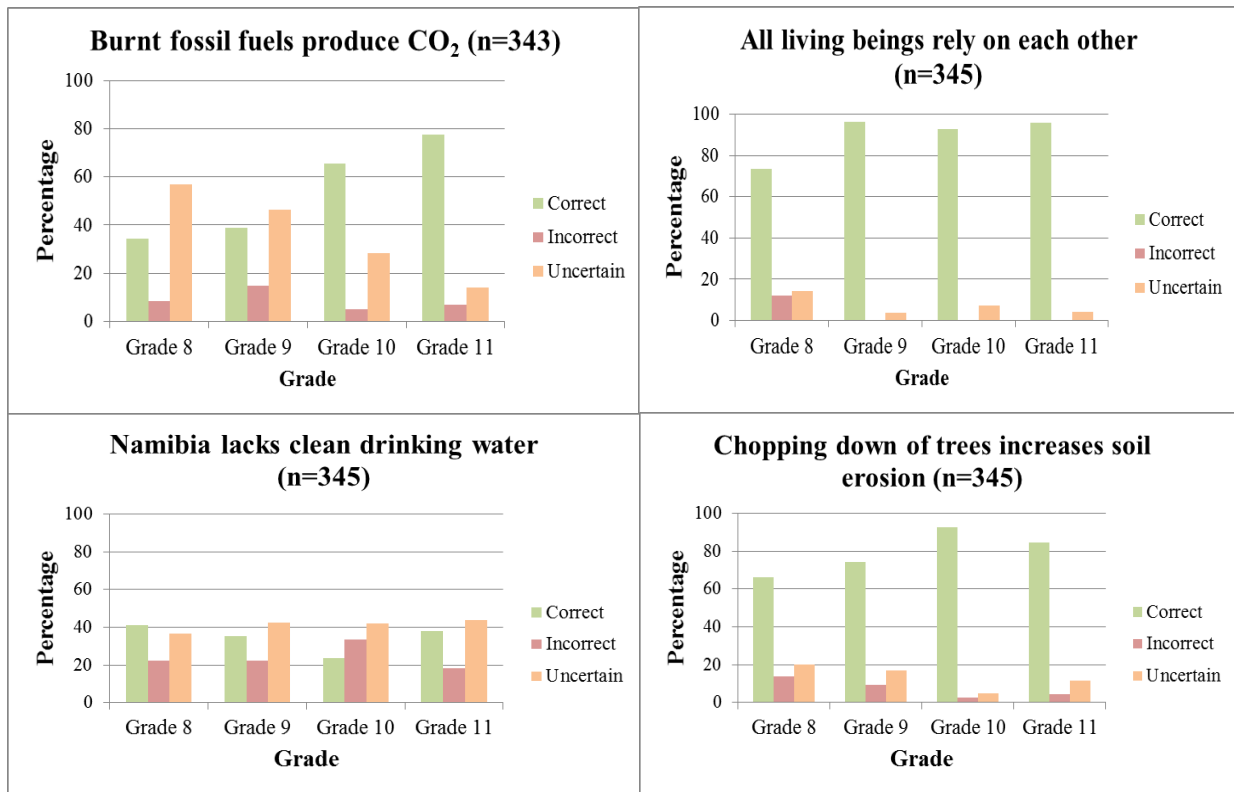 Burnt fossil fuels produce CO₂ (n=343)
Percentage
100
80
60
40
20
0
Grade 8 Grade 9 Grade 10 Grade 11
Grade
Correct
Incorrect
Uncertain
All living beings rely on each other
(n=345)
Percentage
100
80
60
40
20
0
Grade 8 Grade 9 Grade 10 Grade 11
Grade
Correct
Incorrect
Uncertain
Namibia lacks clean drinking water
(n=345)
Percentage
100
80
60
40
20
0
Grade 8 Grade 9 Grade 10 Grade 11
Grade
Correct
Incorrect
Uncertain
Chopping down of trees increases soil
erosion (n=345)
Percentage
100
80
60
40
20
0
Grade 8 Grade 9 Grade 10 Grade 11
Grade
Correct
Incorrect
Uncertain